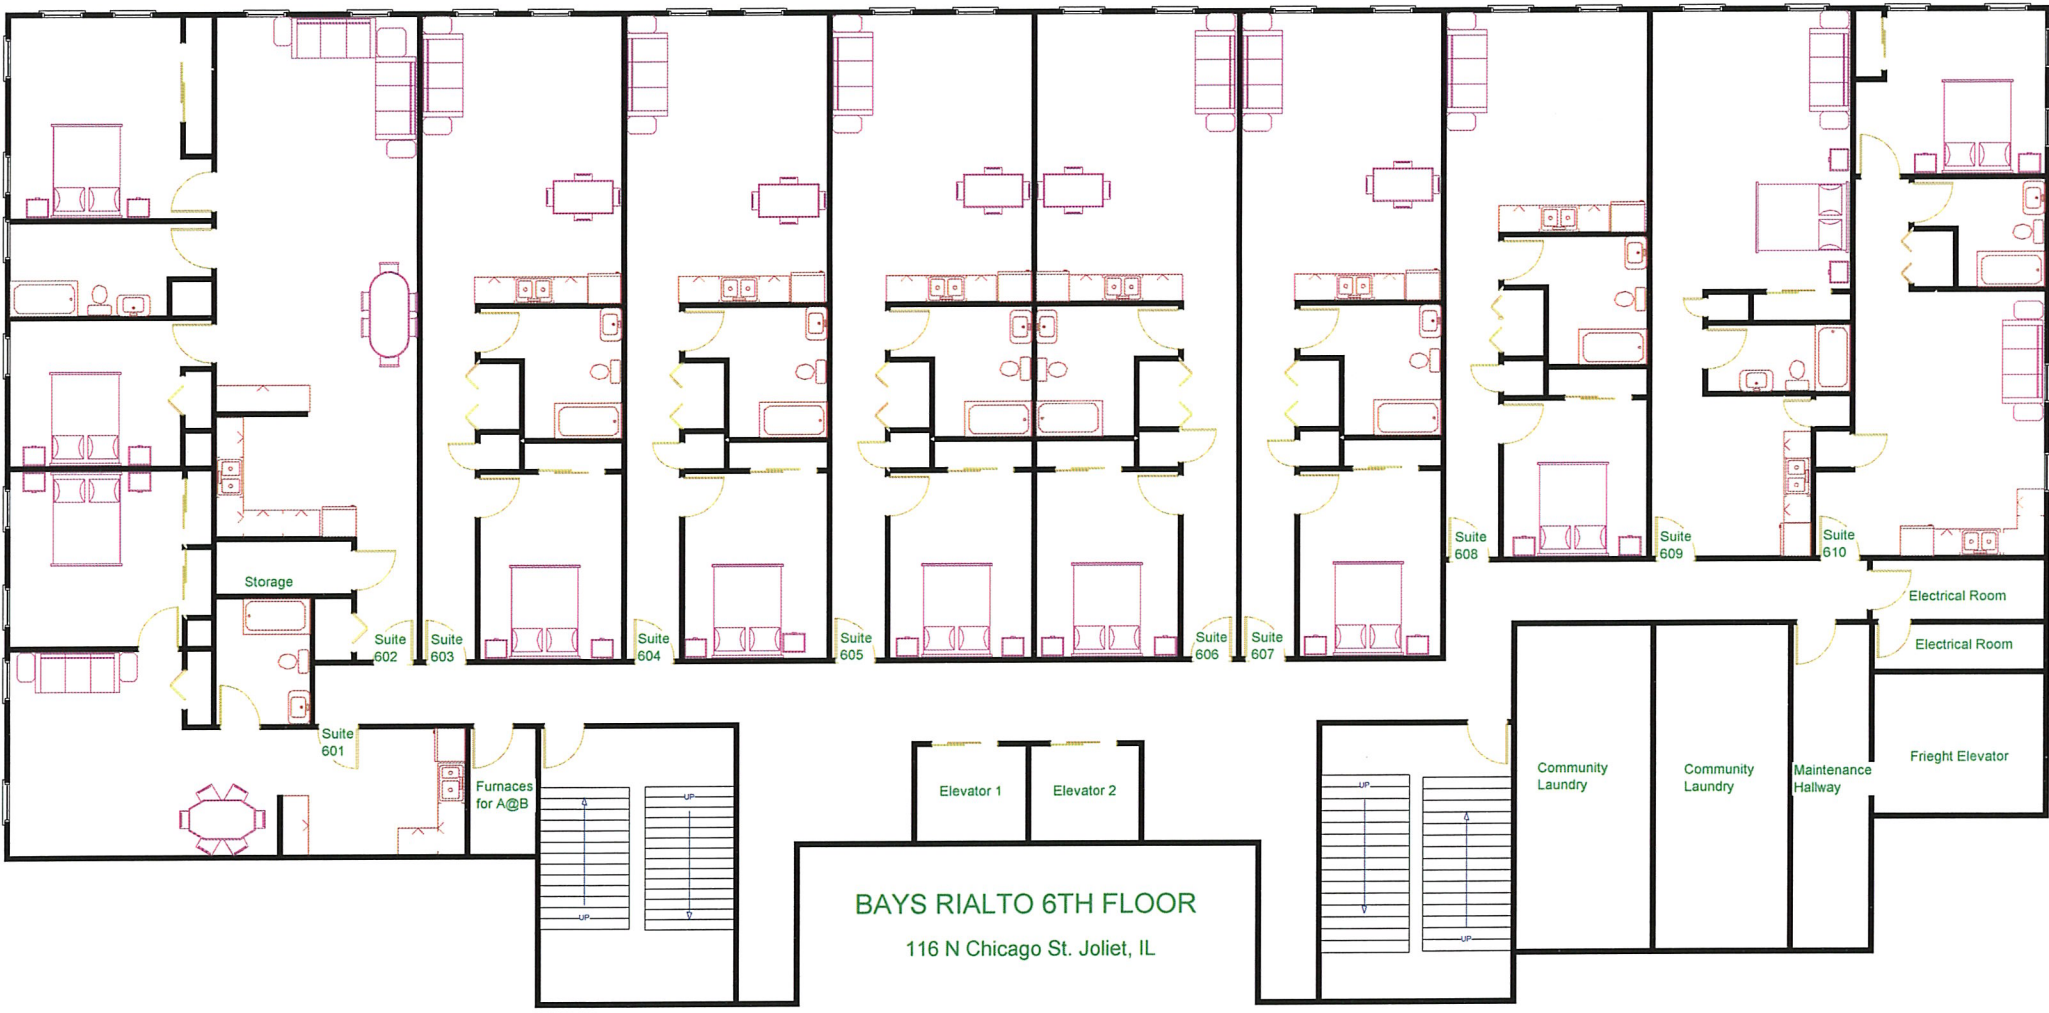 Suite
608
Suite
609
Suite
610
Storage
Electrical Room
Suite
602
Suite
603
Suite
604
Suite
605
Suite
606
Suite
607
Electrical Room
Suite
601
Furnaces
for A@B
Elevator 1
Elevator 2
Community
Laundry
Community
Laundry
Maintenance
Hallway
Frieght Elevator
UP
UP
UP
UP
BAYS RIALTO 6TH FLOOR
116 N Chicago St. Joliet, IL